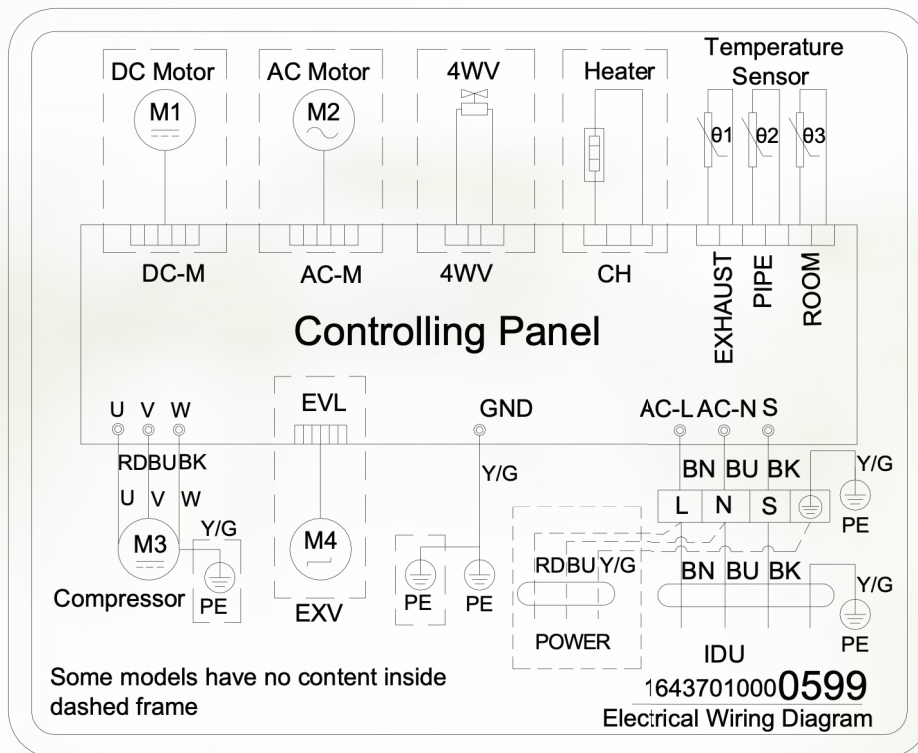 DC Motor
AC Motor
4WV
Heater
Temperature
Sensor
M1
M2
θ1
θ2
θ3
DC-M
AC-M
4WV
CH
EXHAUST
PIPE
ROOM
Controlling Panel
U V W
EVL
GND
AC-L AC-N S
RD BU BK
Y/G
BN BU BK
Y/G
U V W
L N S
PE
Y/G
M3
M4
PE
PE
PE
RD BU Y/G
BN BU BK
Y/G
Compressor
EXV
POWER
PE
IDU
Some models have no content inside
dashed frame
16437010000599
Electrical Wiring Diagram